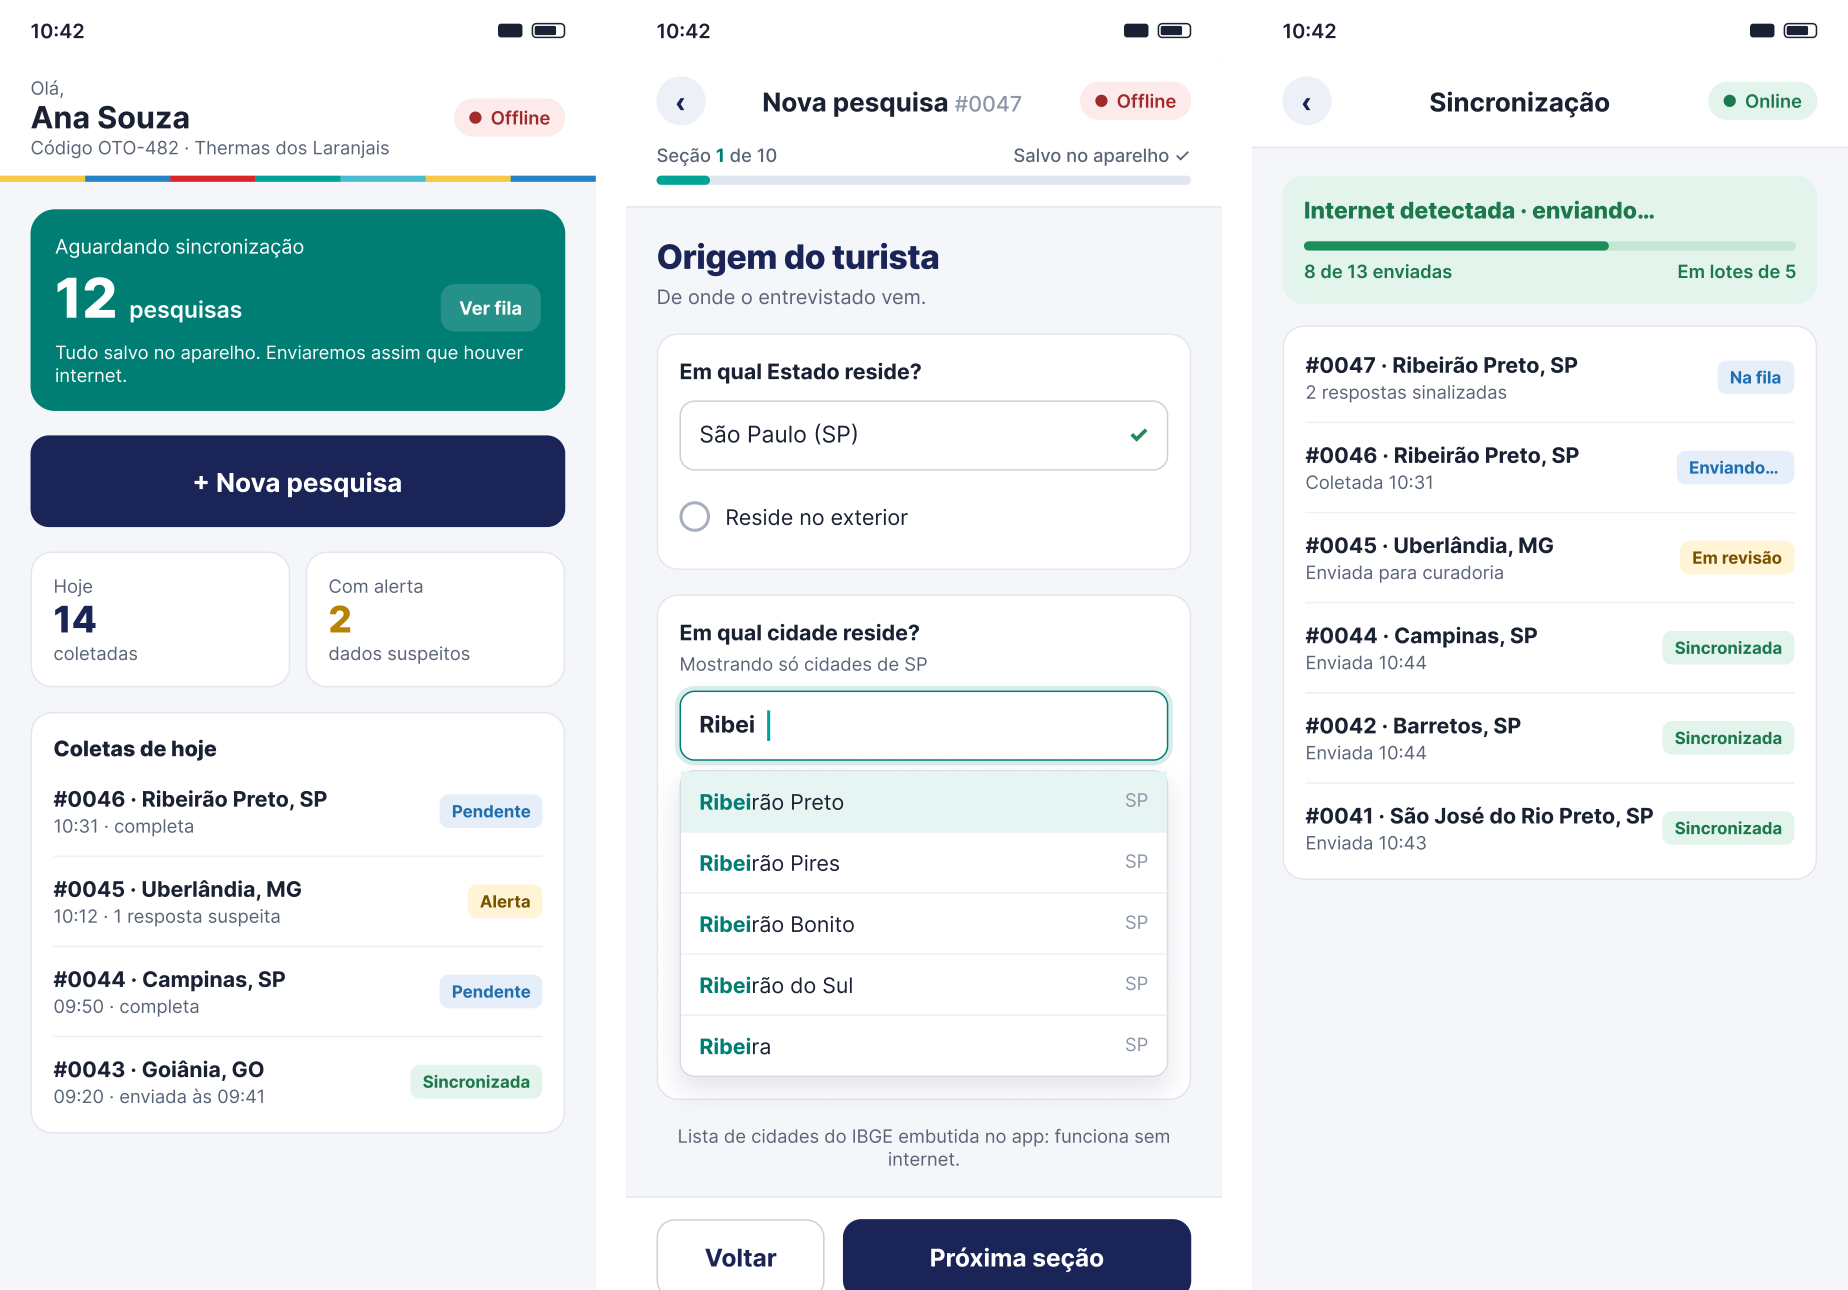 10:42
Olá,
Ana Souza
Código OTO-482 · Thermas dos Laranjais
Offline
Aguardando sincronização
12 pesquisas
Ver fila
Tudo salvo no aparelho. Enviaremos assim que houver
internet.
+ Nova pesquisa
Hoje
14
coletadas
Com alerta
2
dados suspeitos
Coletas de hoje
#0046 · Ribeirão Preto, SP
10:31 · completa
Pendente
#0045 · Uberlândia, MG
10:12 · 1 resposta suspeita
Alerta
#0044 · Campinas, SP
09:50 · completa
Pendente
#0043 · Goiânia, GO
09:20 · enviada às 09:41
Sincronizada
10:42
‹
Nova pesquisa #0047
Offline
Seção 1 de 10
Salvo no aparelho ✓
Origem do turista
De onde o entrevistado vem.
Em qual Estado reside?
São Paulo (SP)
✓
Reside no exterior
Em qual cidade reside?
Mostrando só cidades de SP
Ribei
Ribeirão Preto SP
Ribeirão Pires SP
Ribeirão Bonito SP
Ribeirão do Sul SP
Ribeira SP
Lista de cidades do IBGE embutida no app: funciona sem
internet.
Voltar
Próxima seção
10:42
‹
Sincronização
Online
Internet detectada · enviando…
8 de 13 enviadas
Em lotes de 5
#0047 · Ribeirão Preto, SP
2 respostas sinalizadas
Na fila
#0046 · Ribeirão Preto, SP
Coletada 10:31
Enviando…
#0045 · Uberlândia, MG
Enviada para curadoria
Em revisão
#0044 · Campinas, SP
Enviada 10:44
Sincronizada
#0042 · Barretos, SP
Enviada 10:44
Sincronizada
#0041 · São José do Rio Preto, SP
Enviada 10:43
Sincronizada